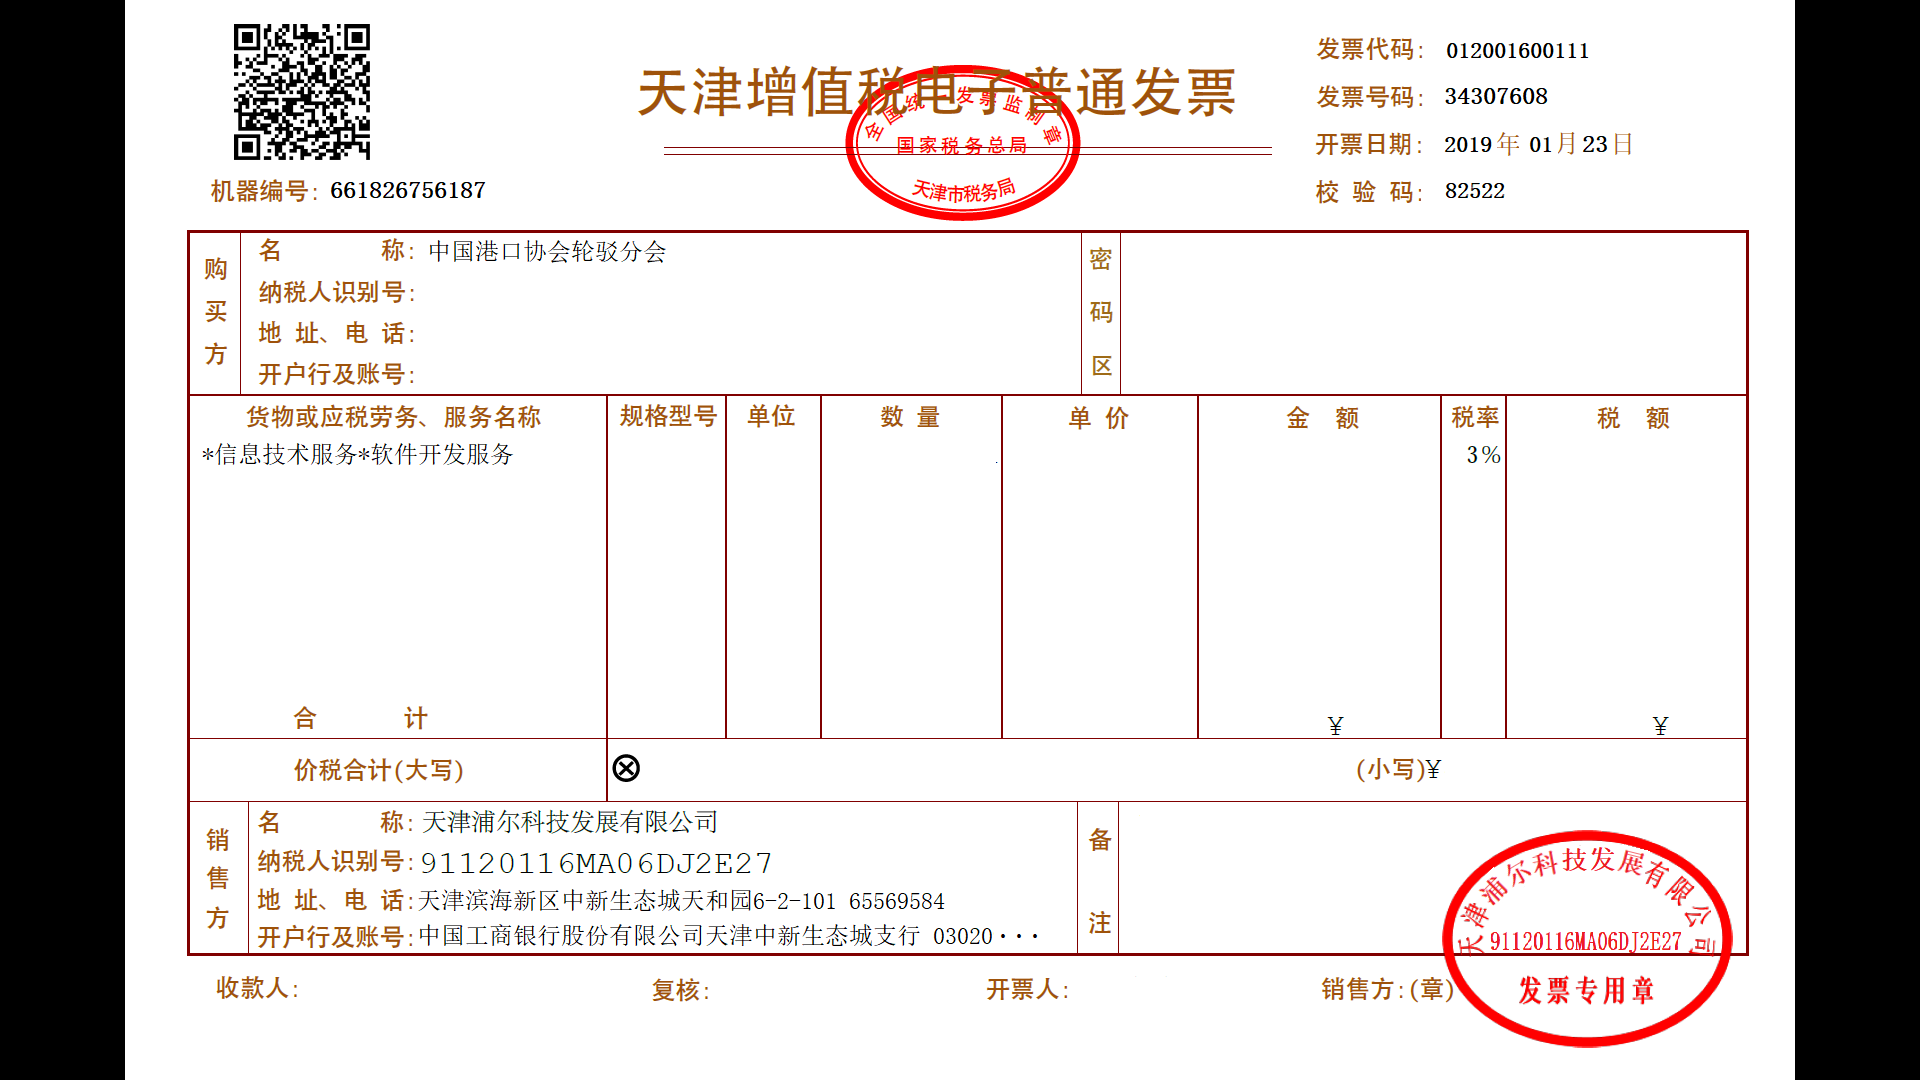 天津增值税电子普通发票
全国统一发票监制章
国家税务总局
天津市税务局
发票代码: 012001600111
发票号码: 34307608
开票日期: 2019年 01月23日
校 验 码: 82522
机器编号: 661826756187
购买方
名 称: 中国港口协会轮驳分会
纳税人识别号:
地 址、电 话:
开户行及账号:
密码区
货物或应税劳务、服务名称 规格型号 单位 数 量 单 价 金 额 税率 税 额
*信息技术服务*软件开发服务 3%
合 计 ¥ ¥
价税合计(大写) ⊗ (小写)¥
销售方
名 称: 天津浦尔科技发展有限公司
纳税人识别号: 91120116MA06DJ2E27
地 址、电 话: 天津滨海新区中新生态城天和园6-2-101 65569584
开户行及账号: 中国工商银行股份有限公司天津中新生态城支行 03020···
备注
天津浦尔科技发展有限公司
91120116MA06DJ2E27
发票专用章
收款人: 复核: 开票人: 销售方:(章)